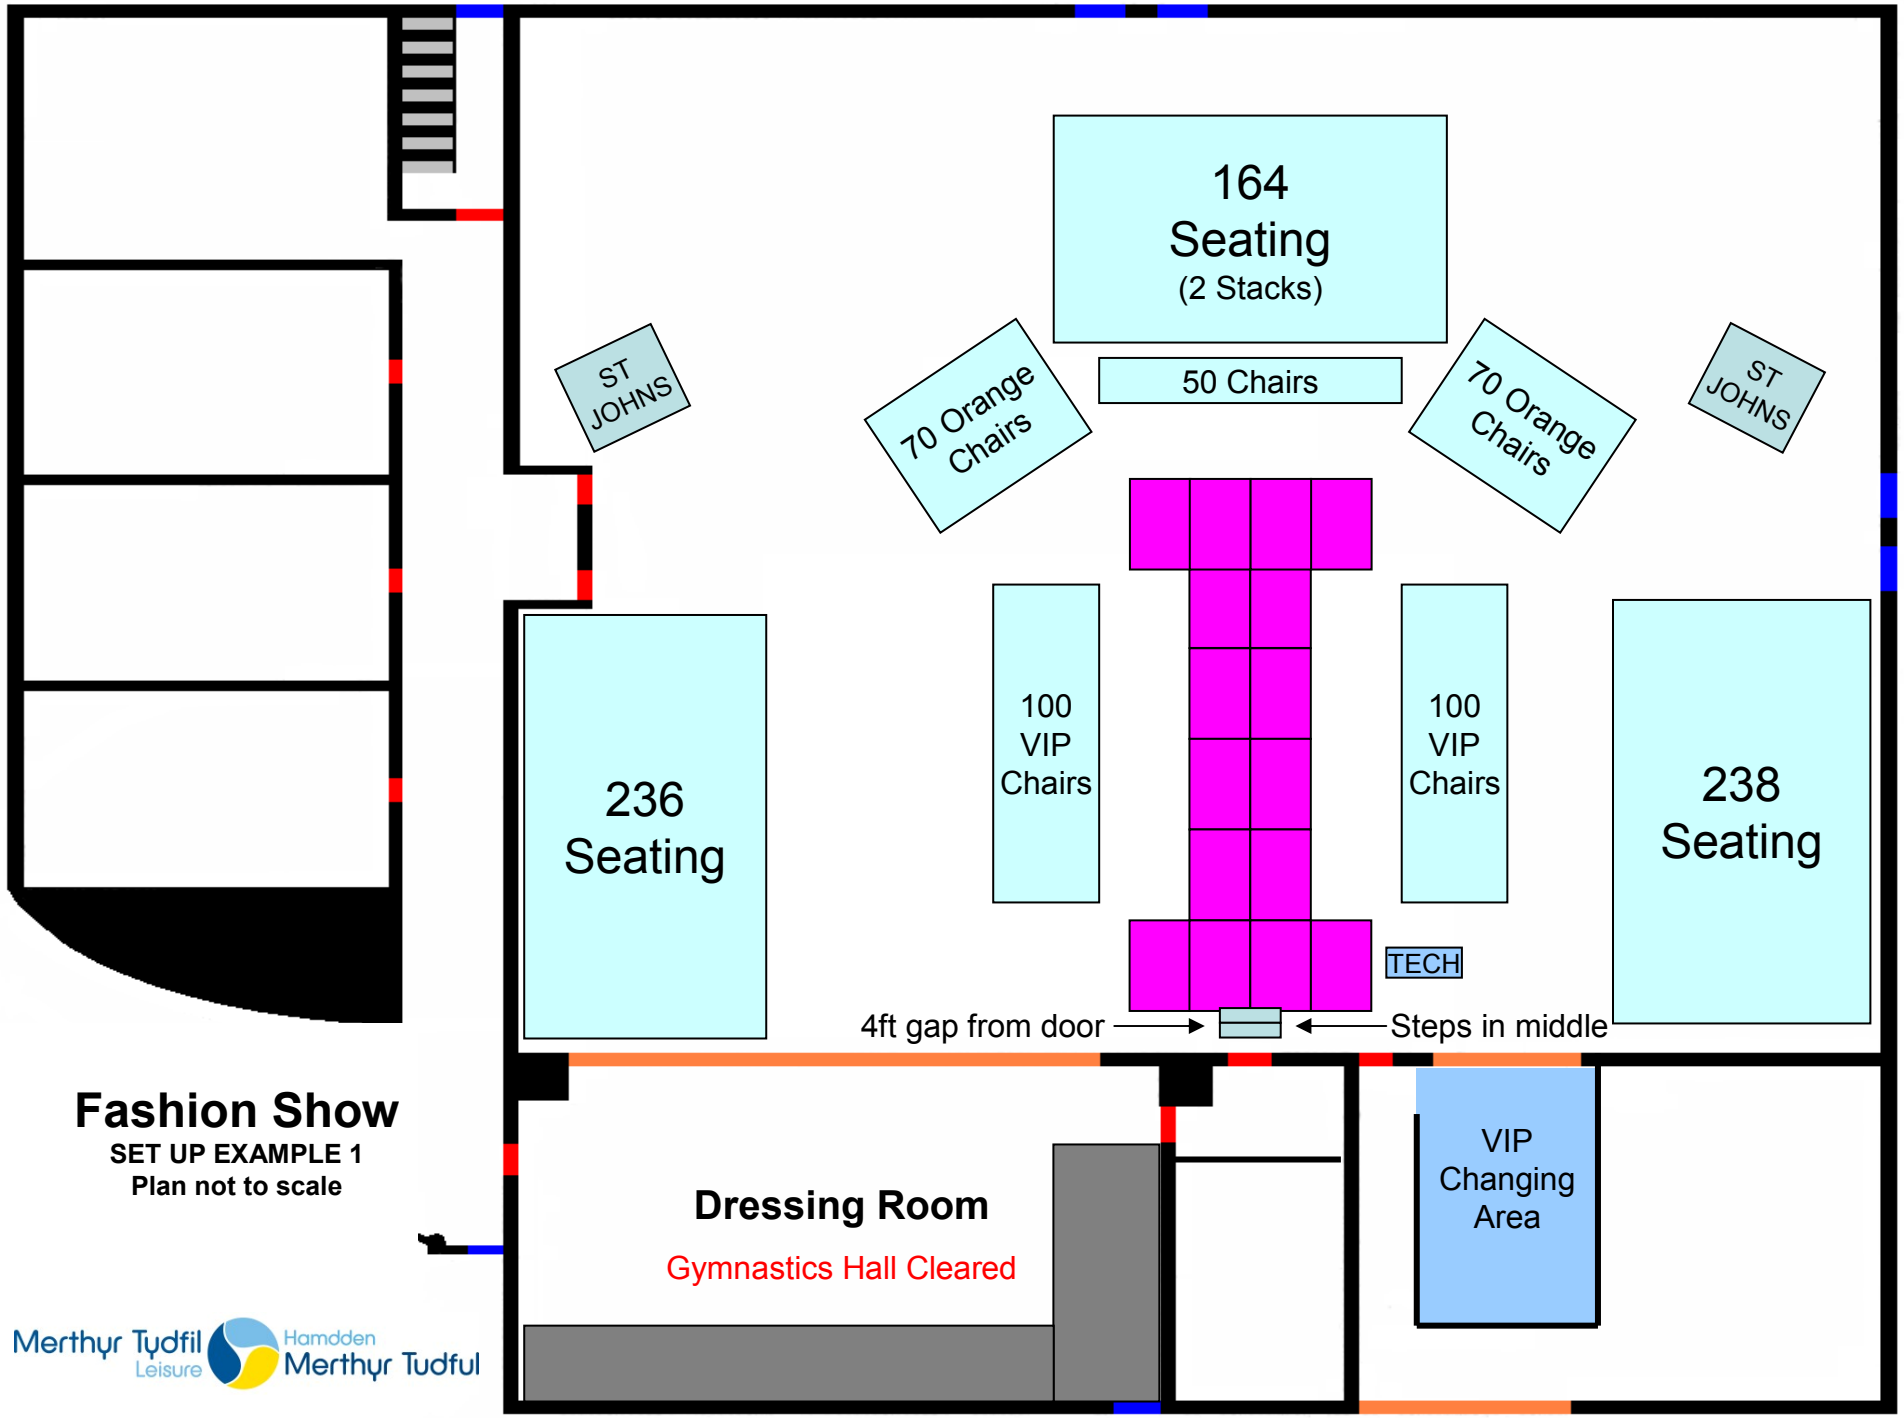 164
Seating
(2 Stacks)
ST
JOHNS
70 Orange
Chairs
50 Chairs
70 Orange
Chairs
ST
JOHNS
236
Seating
100
VIP
Chairs
100
VIP
Chairs
238
Seating
TECH
4ft gap from door
Steps in middle
Fashion Show
SET UP EXAMPLE 1
Plan not to scale
Dressing Room
Gymnastics Hall Cleared
VIP
Changing
Area
Merthyr Tydfil
Leisure
Hamdden
Merthyr Tudful